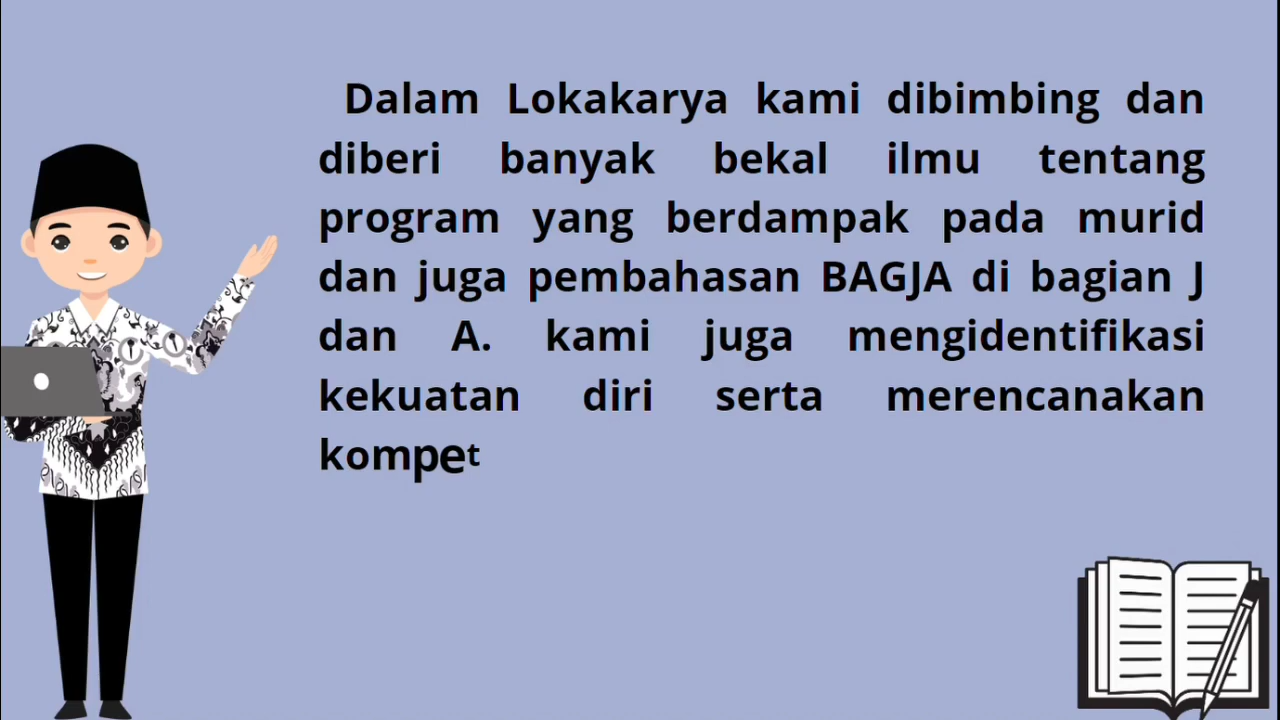 Dalam Lokakarya kami dibimbing dan
diberi banyak bekal ilmu tentang
program yang berdampak pada murid
dan juga pembahasan BAGJA di bagian J
dan A. kami juga mengidentifikasi
kekuatan diri serta merencanakan
kompet